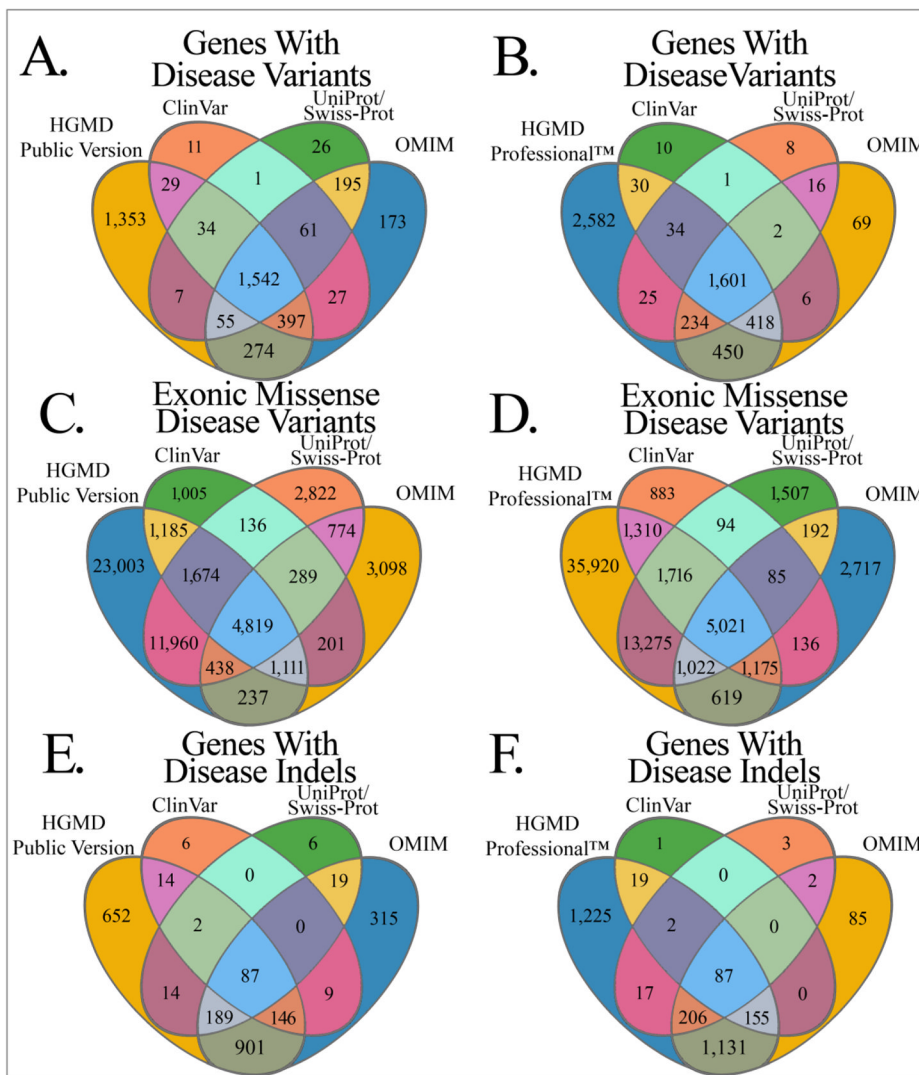 A.
Genes With
Disease Variants
ClinVar
UniProt/
Swiss-Prot
HGMD
Public Version
OMIM
11
26
29
1
195
1,353
34
61
173
1,542
7
27
55
397
274
B.
Genes With
DiseaseVariants
ClinVar
UniProt/
Swiss-Prot
HGMD
Professional™
OMIM
10
8
30
1
16
2,582
34
2
69
1,601
25
6
234
418
450
C.
Exonic Missense
Disease Variants
ClinVar
UniProt/
Swiss-Prot
HGMD
Public Version
OMIM
1,005
2,822
1,185
136
774
23,003
1,674
289
3,098
4,819
11,960
201
438
1,111
237
D.
Exonic Missense
Disease Variants
ClinVar
UniProt/
Swiss-Prot
HGMD
Professional™
OMIM
883
1,507
1,310
94
192
35,920
1,716
85
2,717
5,021
13,275
136
1,022
1,175
619
E.
Genes With
Disease Indels
ClinVar
UniProt/
Swiss-Prot
HGMD
Public Version
OMIM
6
6
14
0
19
652
2
0
315
87
14
9
189
146
901
F.
Genes With
Disease Indels
ClinVar
UniProt/
Swiss-Prot
HGMD
Professional™
OMIM
1
3
19
0
2
1,225
2
0
85
87
17
0
206
155
1,131